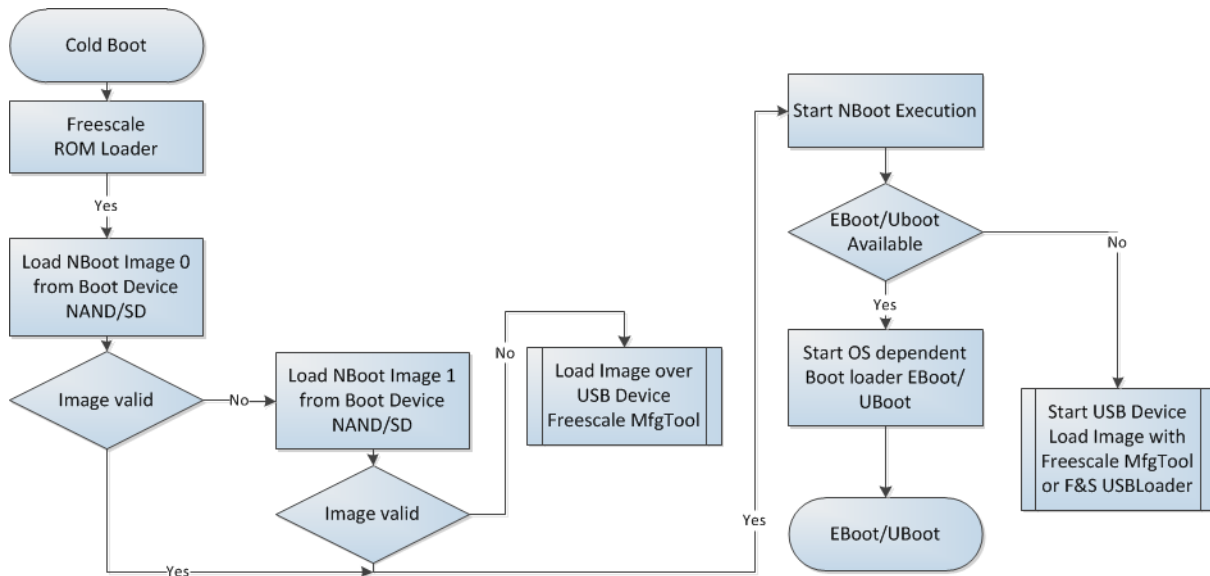 Cold Boot
Freescale
ROM Loader
Yes
Load NBoot Image 0
from Boot Device
NAND/SD
Image valid
No
Load NBoot Image 1
from Boot Device
NAND/SD
Image valid
Yes
No
Load Image over
USB Device
Freescale MfgTool
Yes
Start NBoot Execution
EBoot/Uboot
Available
No
Yes
Start OS dependent
Boot loader EBoot/
UBoot
Start USB Device
Load Image with
Freescale MfgTool
or F&S USBLoader
EBoot/UBoot